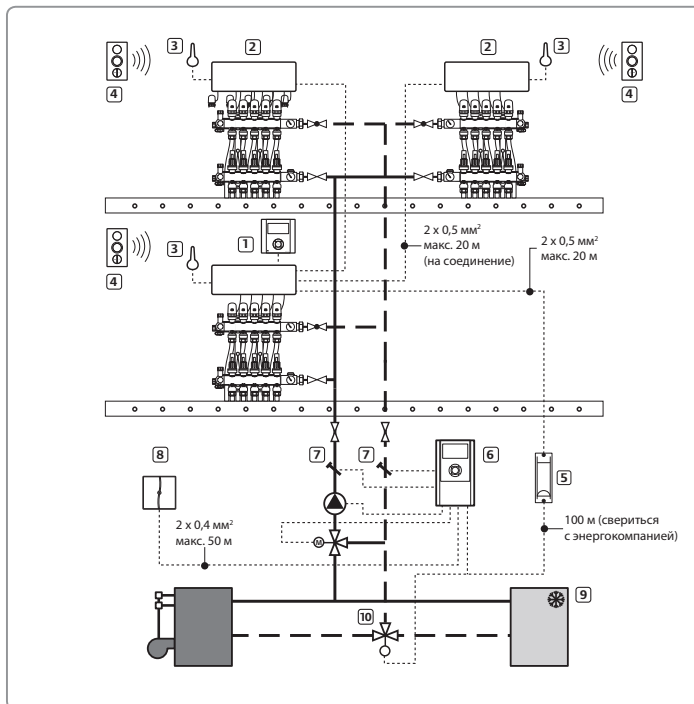 3
2
2
3
4
4
2 x 0,5 мм²
макс. 20 м
(на соединение)
2 x 0,5 мм²
макс. 20 м
1
3
4
8
7
7
6
5
2 x 0,4 мм²
макс. 50 м
100 м (свериться
с энергокомпанией)
M
10
9